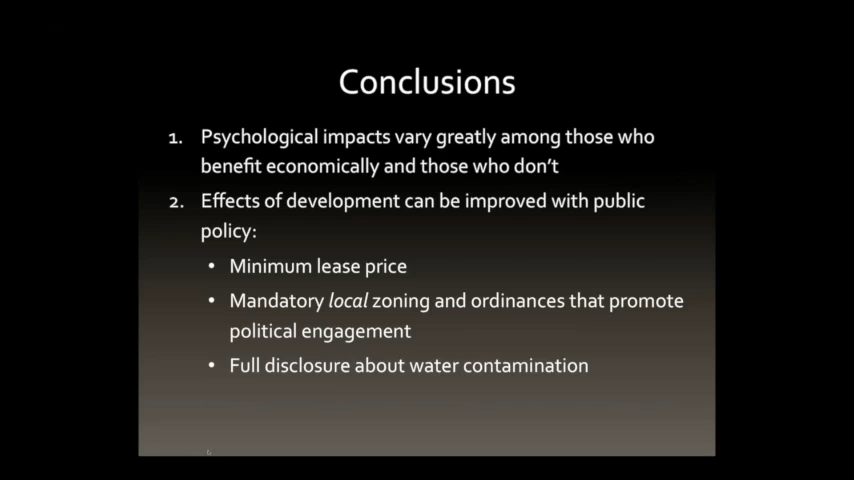 Conclusions
1. Psychological impacts vary greatly among those who
benefit economically and those who don't
2. Effects of development can be improved with public
policy:
• Minimum lease price
• Mandatory local zoning and ordinances that promote
political engagement
• Full disclosure about water contamination